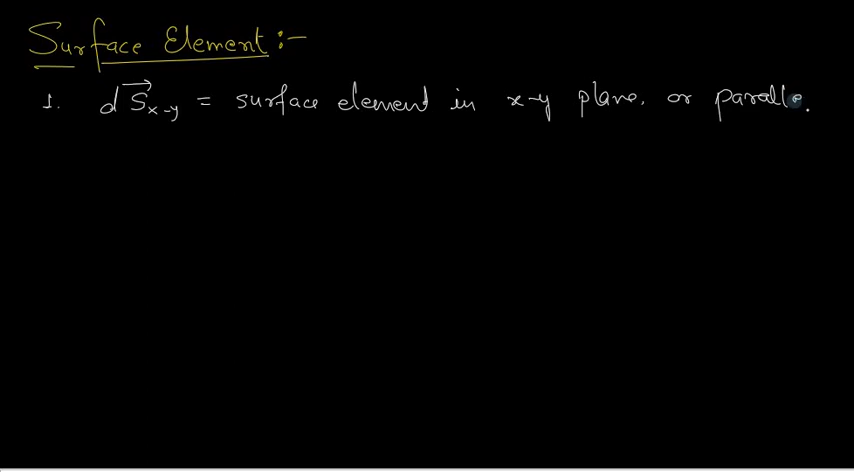 Surface Element :-
1. d S⃗x-y = surface element in x-y plane. or paralle.